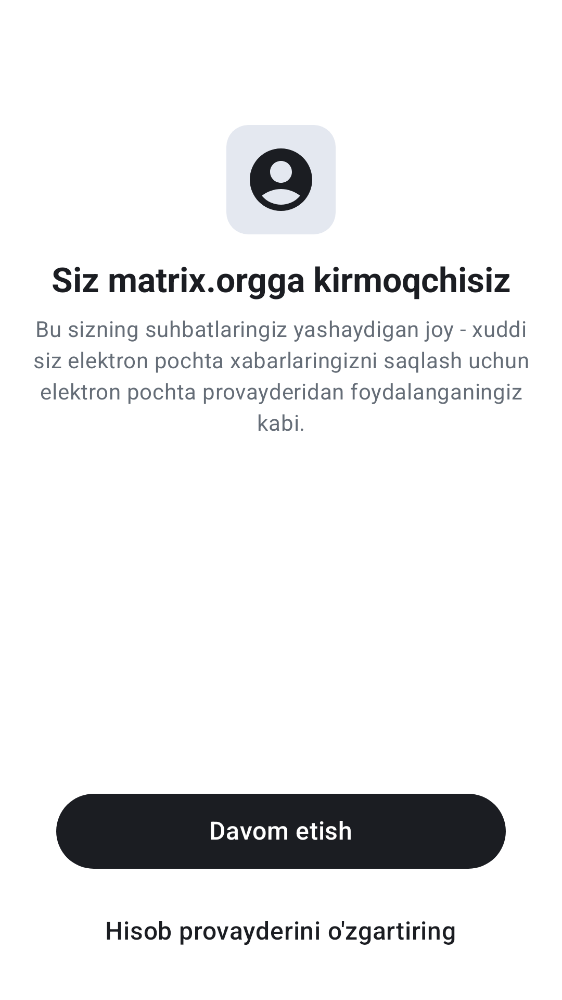 Siz matrix.orgga kirmoqchisiz
Bu sizning suhbatlaringiz yashaydigan joy - xuddi
siz elektron pochta xabarlaringizni saqlash uchun
elektron pochta provayderidan foydalanganingiz
kabi.
Davom etish
Hisob provayderini o'zgartiring